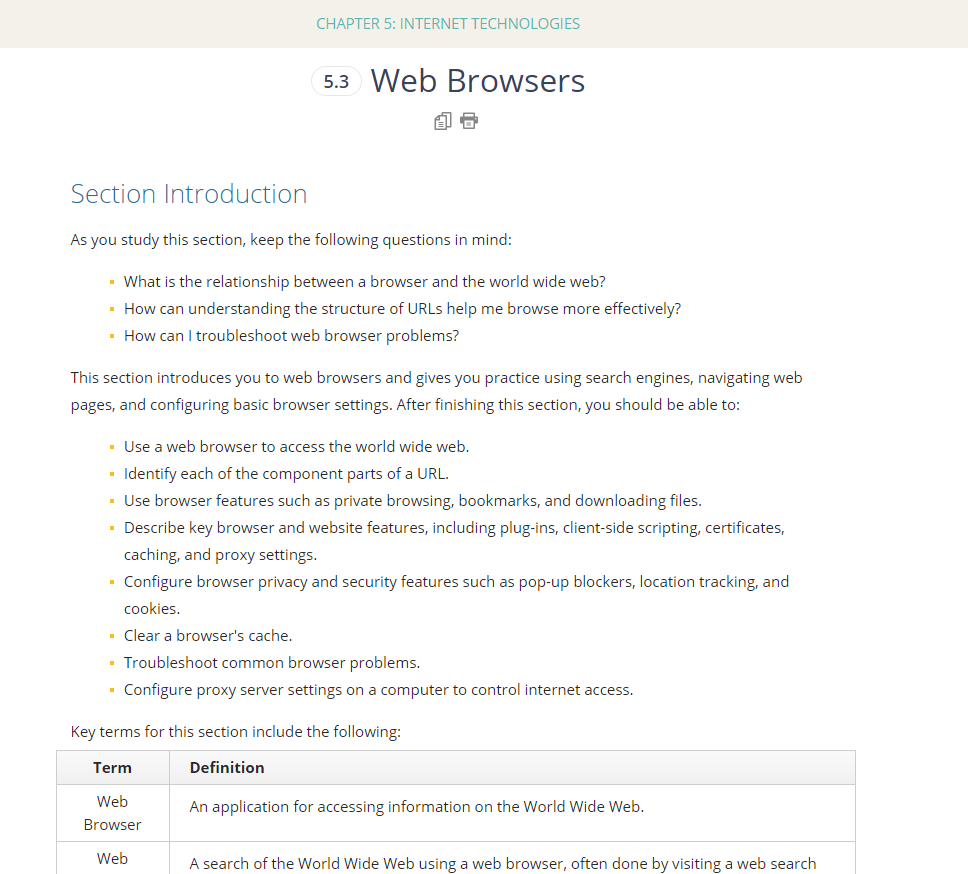 CHAPTER 5: INTERNET TECHNOLOGIES
5.3 Web Browsers
Section Introduction
As you study this section, keep the following questions in mind:
What is the relationship between a browser and the world wide web?
How can understanding the structure of URLs help me browse more effectively?
How can I troubleshoot web browser problems?
This section introduces you to web browsers and gives you practice using search engines, navigating web
pages, and configuring basic browser settings. After finishing this section, you should be able to:
Use a web browser to access the world wide web.
Identify each of the component parts of a URL.
Use browser features such as private browsing, bookmarks, and downloading files.
Describe key browser and website features, including plug-ins, client-side scripting, certificates,
caching, and proxy settings.
Configure browser privacy and security features such as pop-up blockers, location tracking, and
cookies.
Clear a browser's cache.
Troubleshoot common browser problems.
Configure proxy server settings on a computer to control internet access.
Key terms for this section include the following:
Term Definition
Web
Browser
An application for accessing information on the World Wide Web.
Web
A search of the World Wide Web using a web browser, often done by visiting a web search